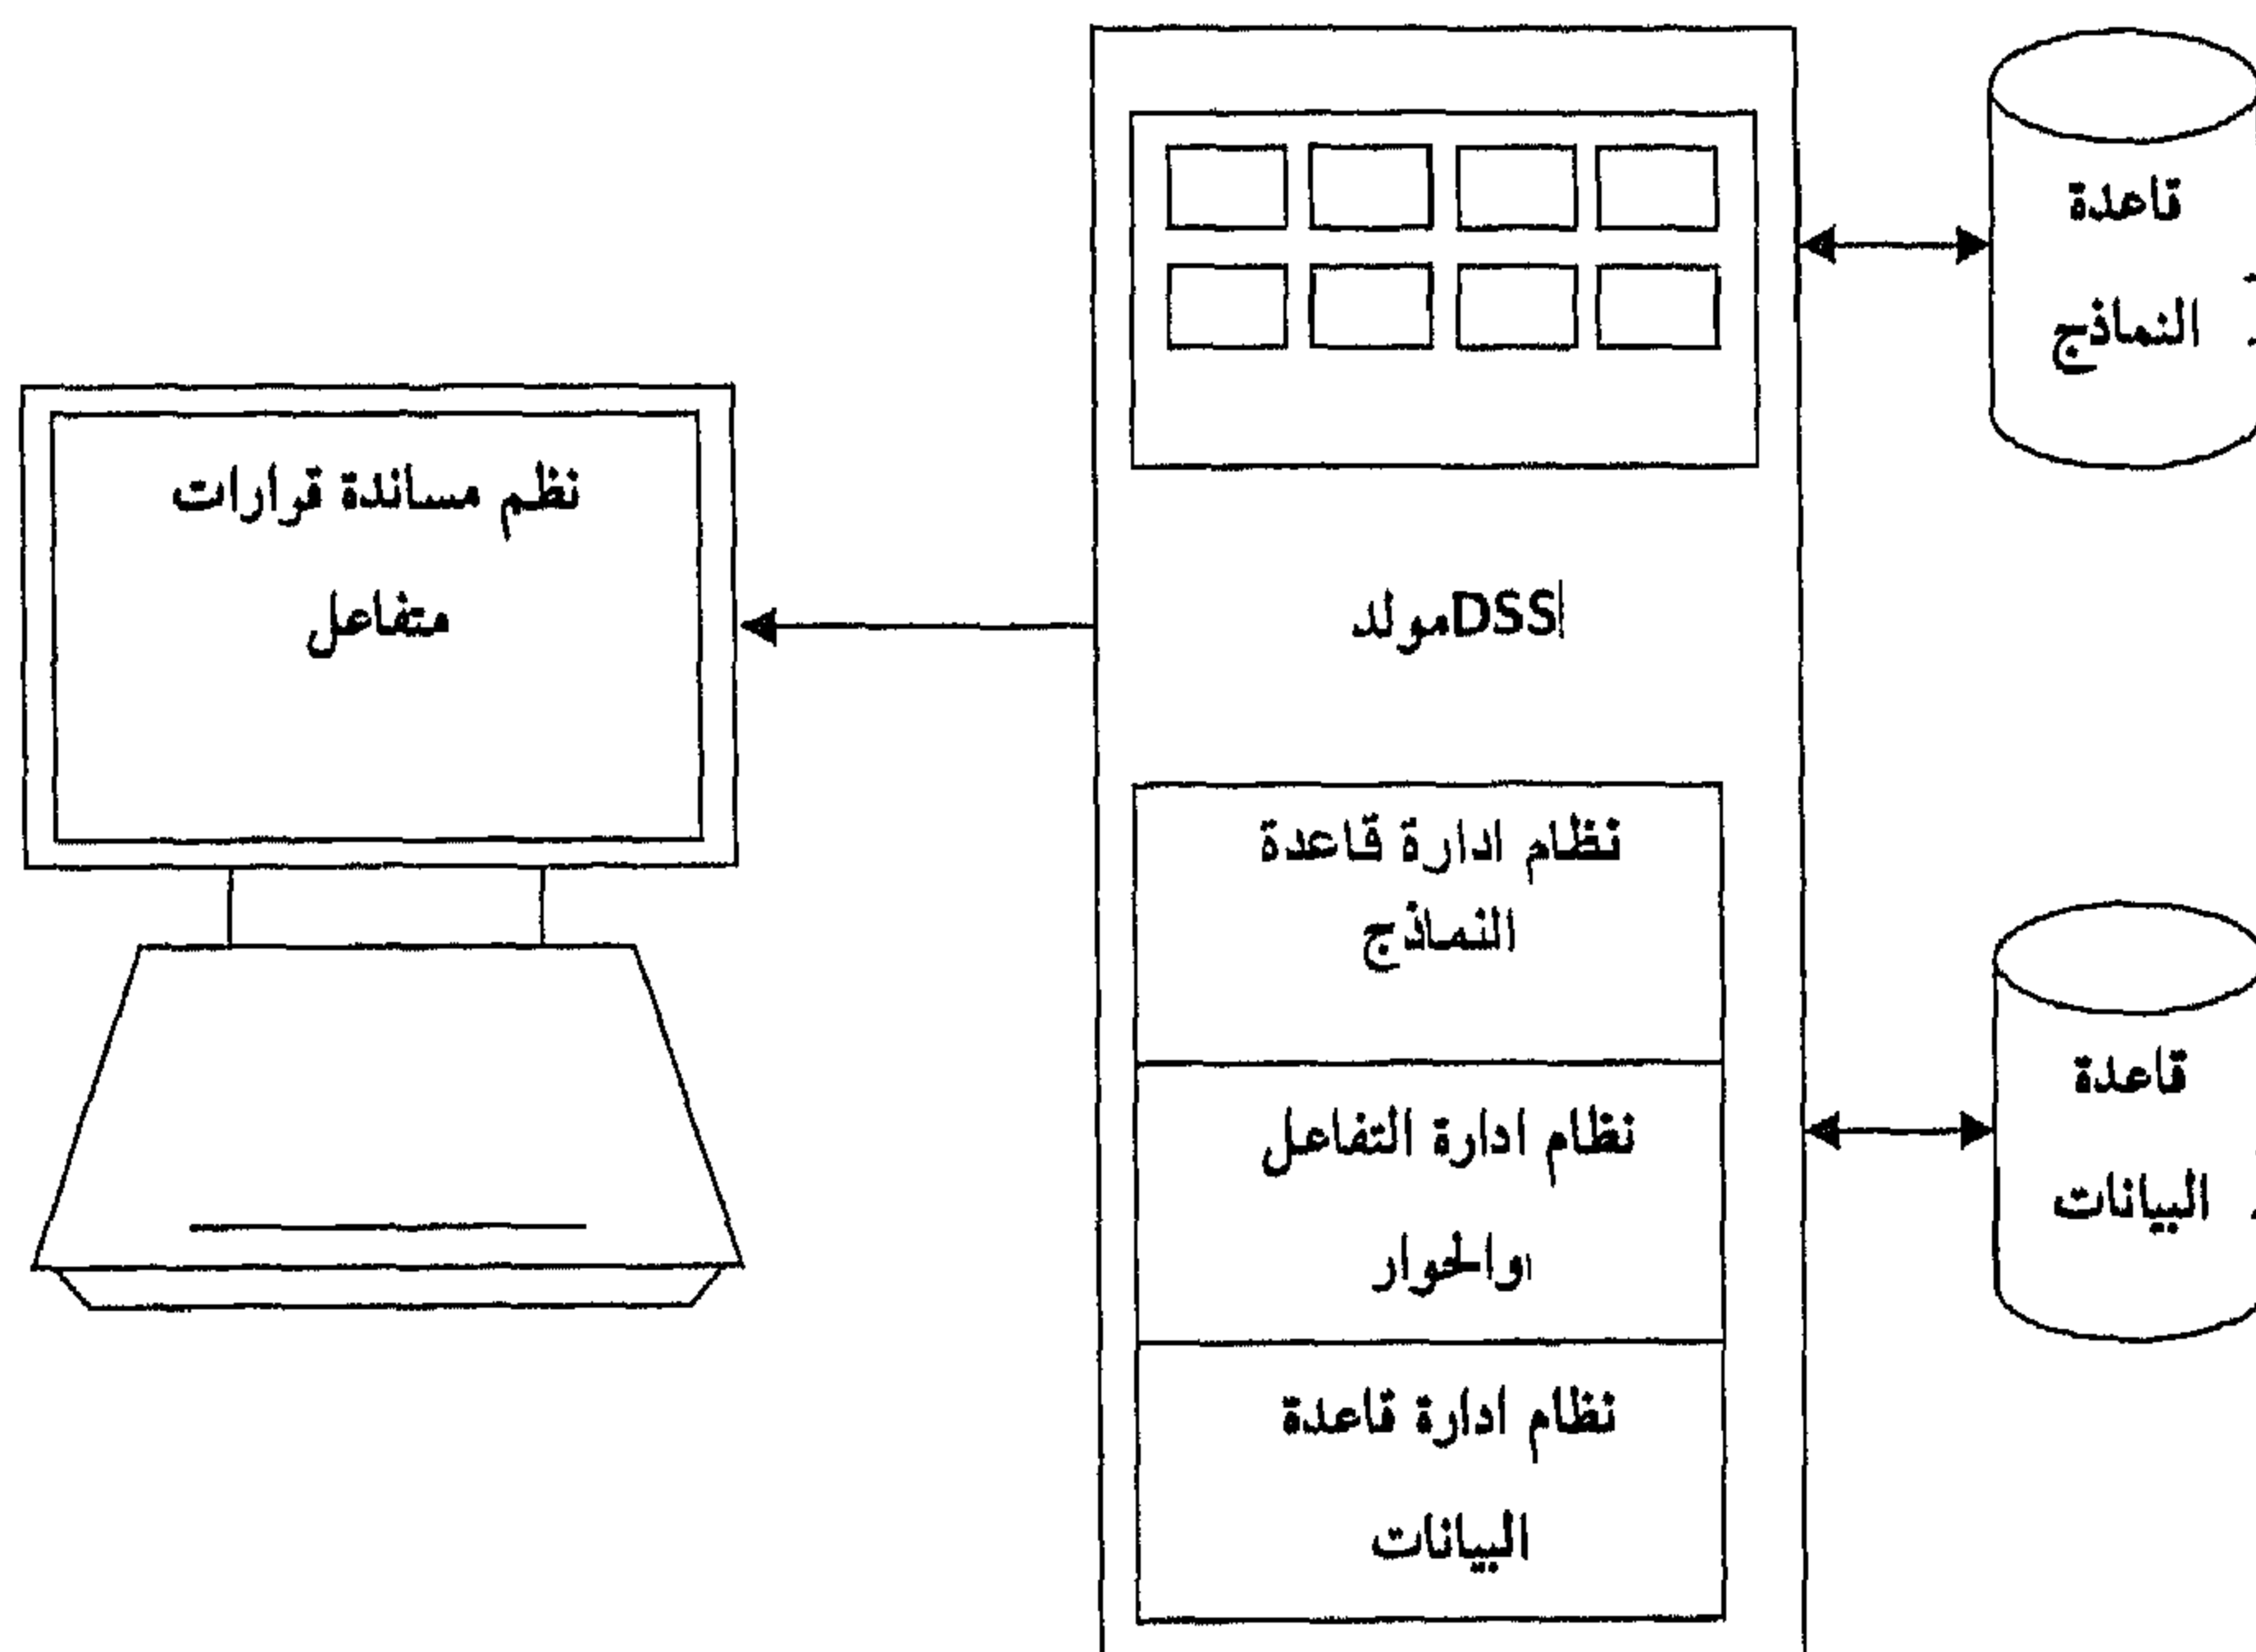 قاعدة
النماذج
نظم مساندة قرارات
متفاعل
مولدDSS
نظام ادارة قاعدة
النماذج
نظام ادارة التفاعل
والحوار
نظام ادارة قاعدة
البيانات
قاعدة
البيانات